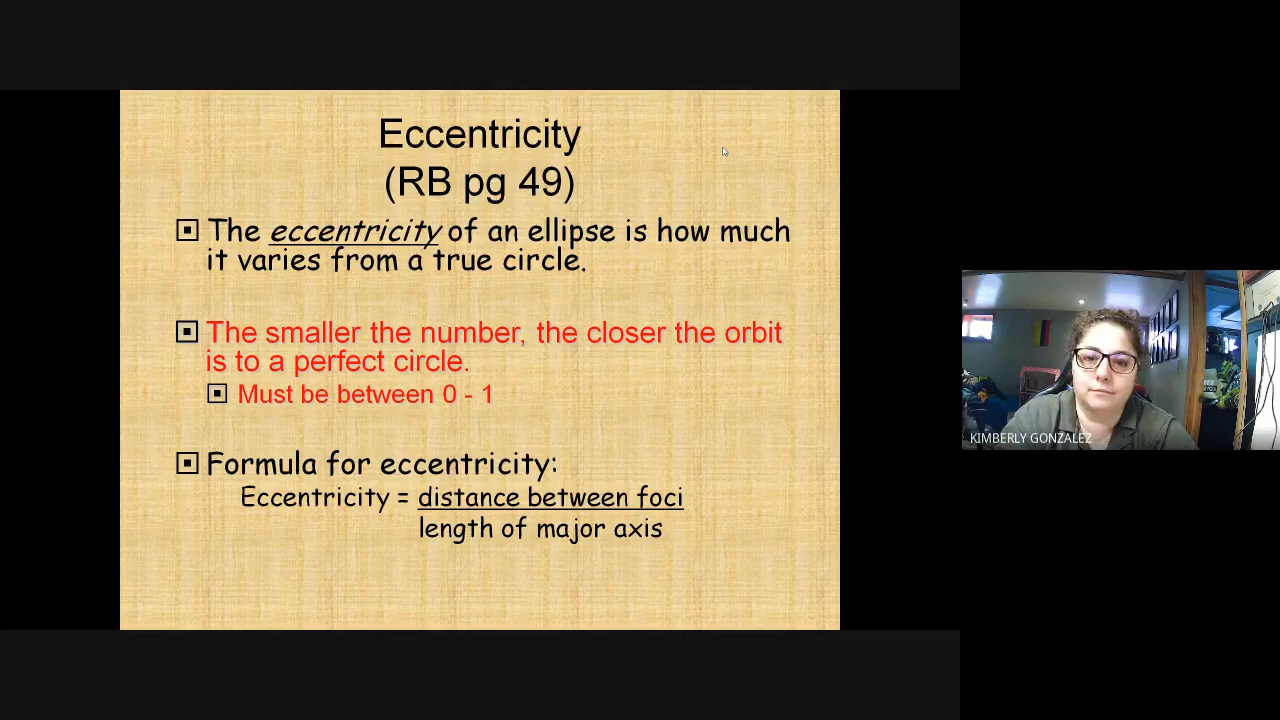 Eccentricity
(RB pg 49)
The eccentricity of an ellipse is how much
it varies from a true circle.
The smaller the number, the closer the orbit
is to a perfect circle.
Must be between 0 - 1
Formula for eccentricity:
Eccentricity = distance between foci
length of major axis
KIMBERLY GONZALEZ